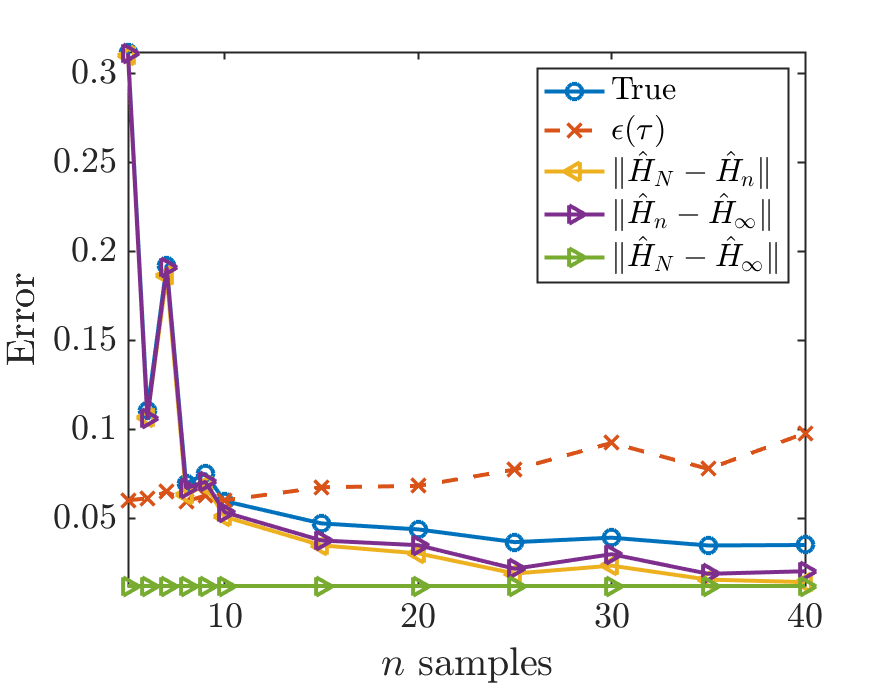 0.3
0.25
0.2
0.15
0.1
0.05
Error
10
20
30
40
n samples
True
ϵ(τ)
‖Ĥ_N − Ĥ_n‖
‖Ĥ_n − Ĥ_∞‖
‖Ĥ_N − Ĥ_∞‖